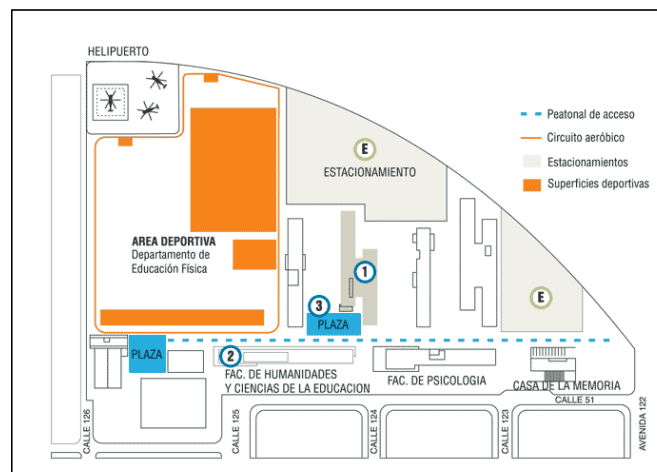 HELIPUERTO
Peatonal de acceso
Circuito aeróbico
Estacionamientos
Superficies deportivas
E
ESTACIONAMIENTO
AREA DEPORTIVA
Departamento de
Educación Física
1
E
3
PLAZA
PLAZA
2
FAC. DE HUMANIDADES
Y CIENCIAS DE LA EDUCACION
FAC. DE PSICOLOGIA
CASA DE LA MEMORIA
CALLE 51
CALLE 126
CALLE 125
CALLE 124
CALLE 123
AVENIDA 122